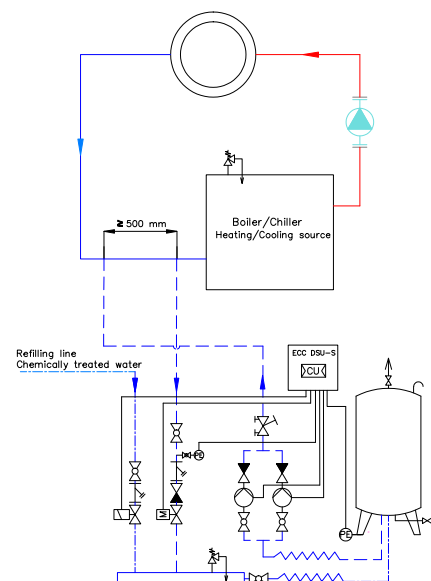 Boiler/Chiller
Heating/Cooling source
≥ 500 mm
Refilling line
Chemically treated water
ECC DSU-S
CU
PE
M
PE